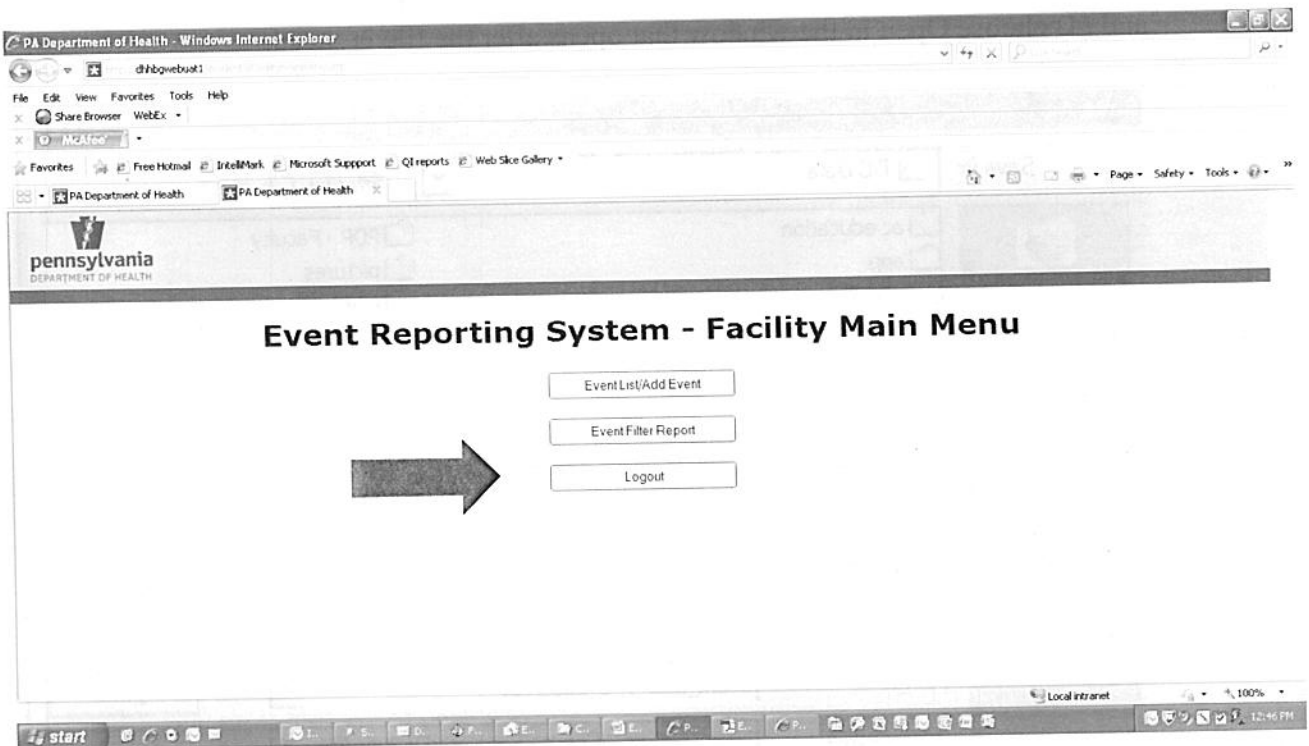 PA Department of Health - Windows Internet Explorer
dhhbgwebuat1
File Edit View Favorites Tools Help
Share Browser WebEx
McAfee
Favorites Free Hotmail IntelliMark Microsoft Suppport QI reports Web Slice Gallery
PA Department of Health PA Department of Health
Page Safety Tools
pennsylvania
DEPARTMENT OF HEALTH
Event Reporting System - Facility Main Menu
Event List/Add Event
Event Filter Report
Logout
Local intranet 100%
start 12:46 PM